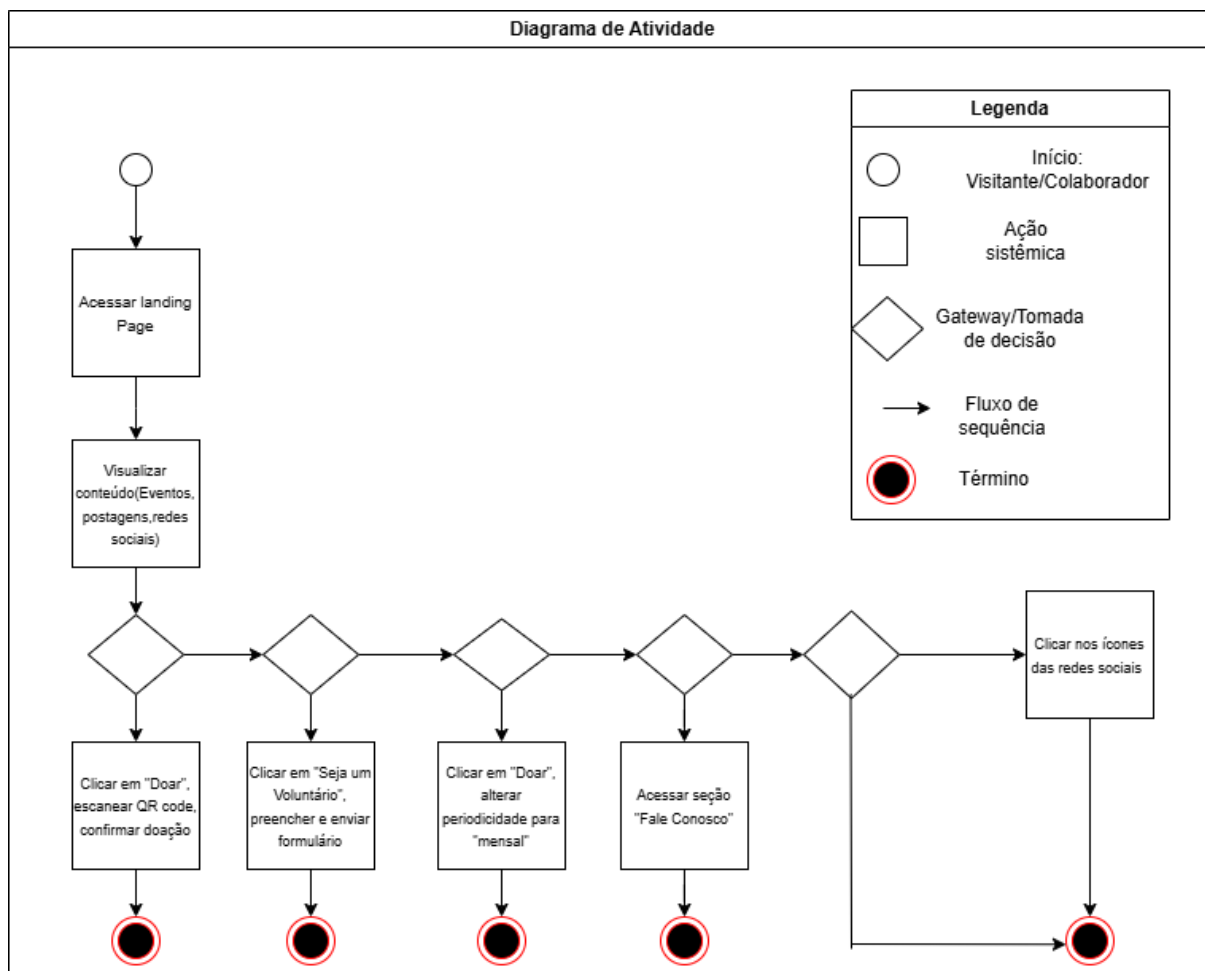 Diagrama de Atividade
Legenda
Início:
Visitante/Colaborador
Ação
sistêmica
Gateway/Tomada
de decisão
Fluxo de
sequência
Término
Acessar landing
Page
Visualizar
conteúdo(Eventos,
postagens,redes
sociais)
Clicar nos ícones
das redes sociais
Clicar em "Doar",
escanear QR code,
confirmar doação
Clicar em "Seja um
Voluntário",
preencher e enviar
formulário
Clicar em "Doar",
alterar
periodicidade para
"mensal"
Acessar seção
"Fale Conosco"